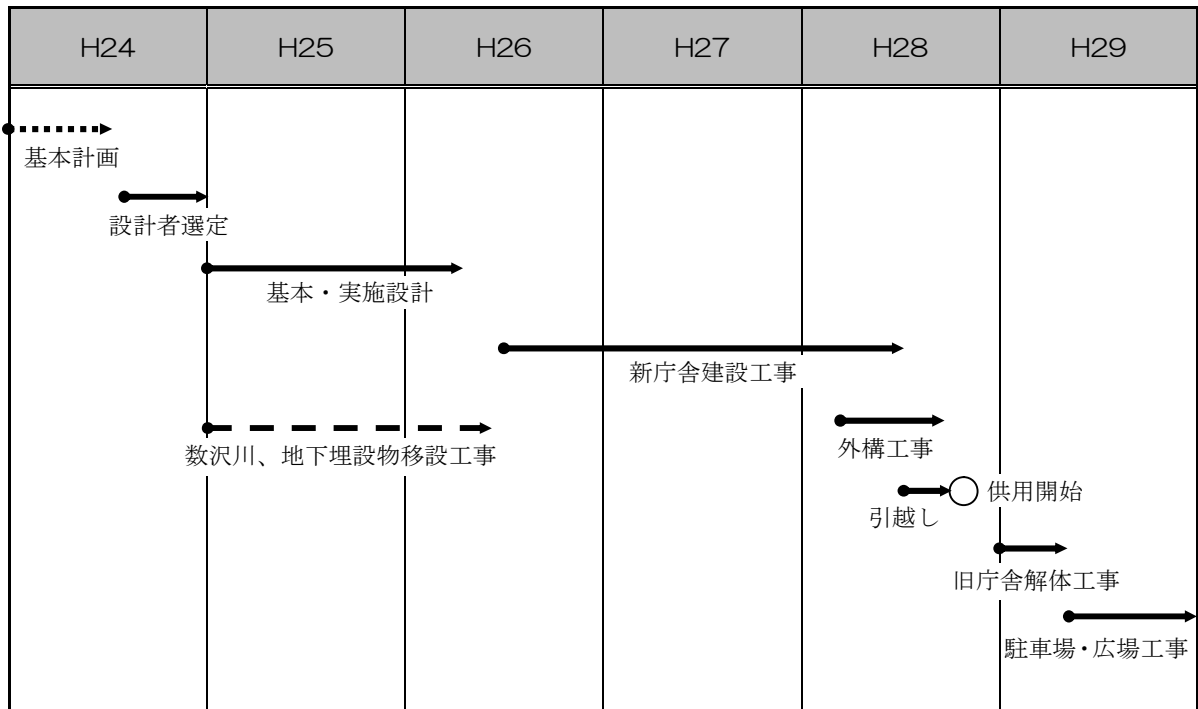 H24 H25 H26 H27 H28 H29
基本計画
設計者選定
基本・実施設計
新庁舎建設工事
数沢川、地下埋設物移設工事
外構工事
供用開始
引越し
旧庁舎解体工事
駐車場・広場工事